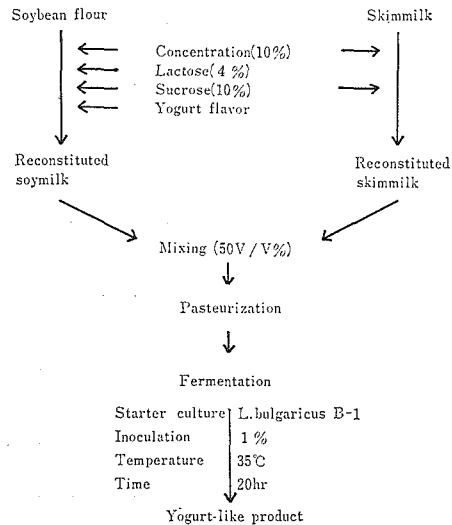 Soybean flour Skimmilk
Concentration(10%)
Lactose(4 %)
Sucrose(10%)
Yogurt flavor
Reconstituted soymilk
Reconstituted skimmilk
Mixing (50V/V%)
Pasteurization
Fermentation
Starter culture L.bulgaricus B-1
Inoculation 1 %
Temperature 35℃
Time 20hr
Yogurt-like product